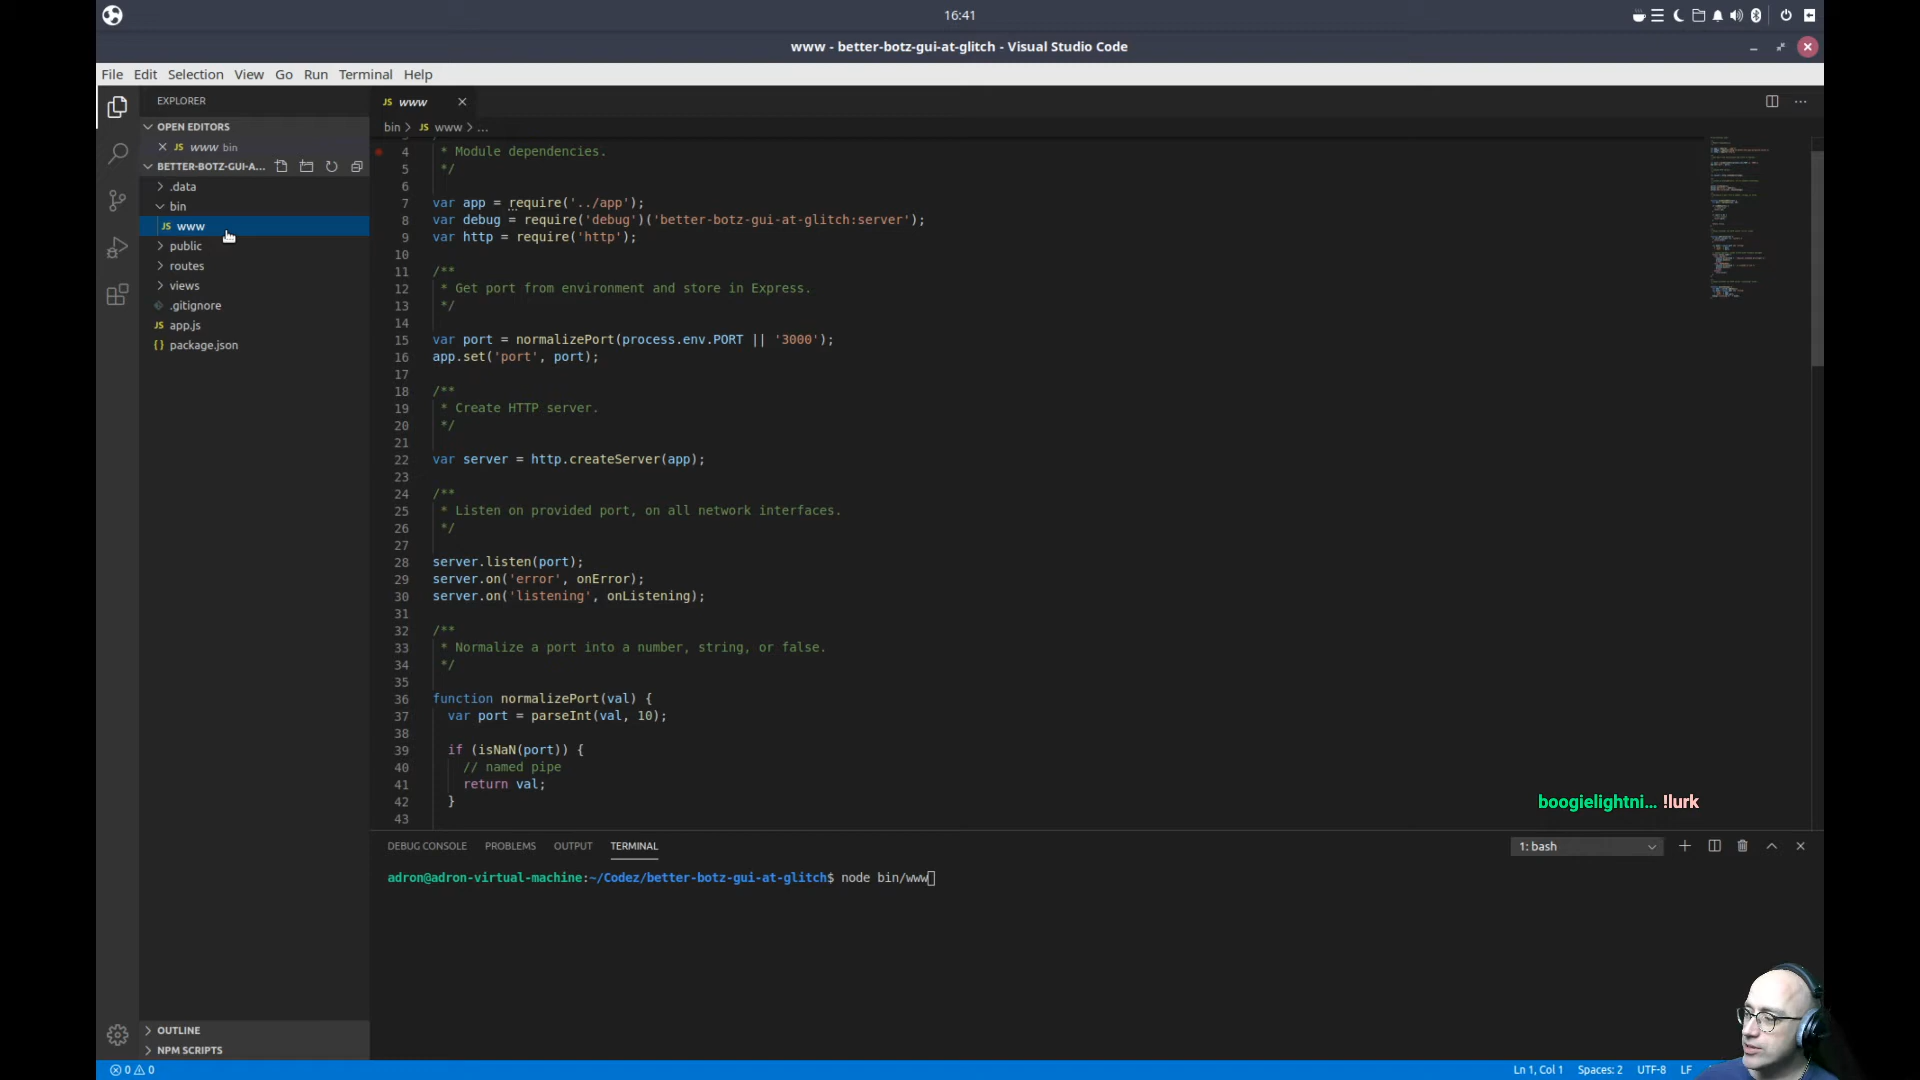 16:41
www - better-botz-gui-at-glitch - Visual Studio Code
File Edit Selection View Go Run Terminal Help
EXPLORER
OPEN EDITORS
JS www bin
BETTER-BOTZ-GUI-A...
.data
bin
JS www
public
routes
views
.gitignore
JS app.js
{} package.json
OUTLINE
NPM SCRIPTS
JS www
bin > JS www > ...
4 * Module dependencies.
5 */
6
7 var app = require('../app');
8 var debug = require('debug')('better-botz-gui-at-glitch:server');
9 var http = require('http');
10
11 /**
12 * Get port from environment and store in Express.
13 */
14
15 var port = normalizePort(process.env.PORT || '3000');
16 app.set('port', port);
17
18 /**
19 * Create HTTP server.
20 */
21
22 var server = http.createServer(app);
23
24 /**
25 * Listen on provided port, on all network interfaces.
26 */
27
28 server.listen(port);
29 server.on('error', onError);
30 server.on('listening', onListening);
31
32 /**
33 * Normalize a port into a number, string, or false.
34 */
35
36 function normalizePort(val) {
37 var port = parseInt(val, 10);
38
39 if (isNaN(port)) {
40 // named pipe
41 return val;
42 }
43
boogielightni... !lurk
DEBUG CONSOLE PROBLEMS OUTPUT TERMINAL
1: bash
adron@adron-virtual-machine:~/Codez/better-botz-gui-at-glitch$ node bin/www
0 0
Ln 1, Col 1 Spaces: 2 UTF-8 LF